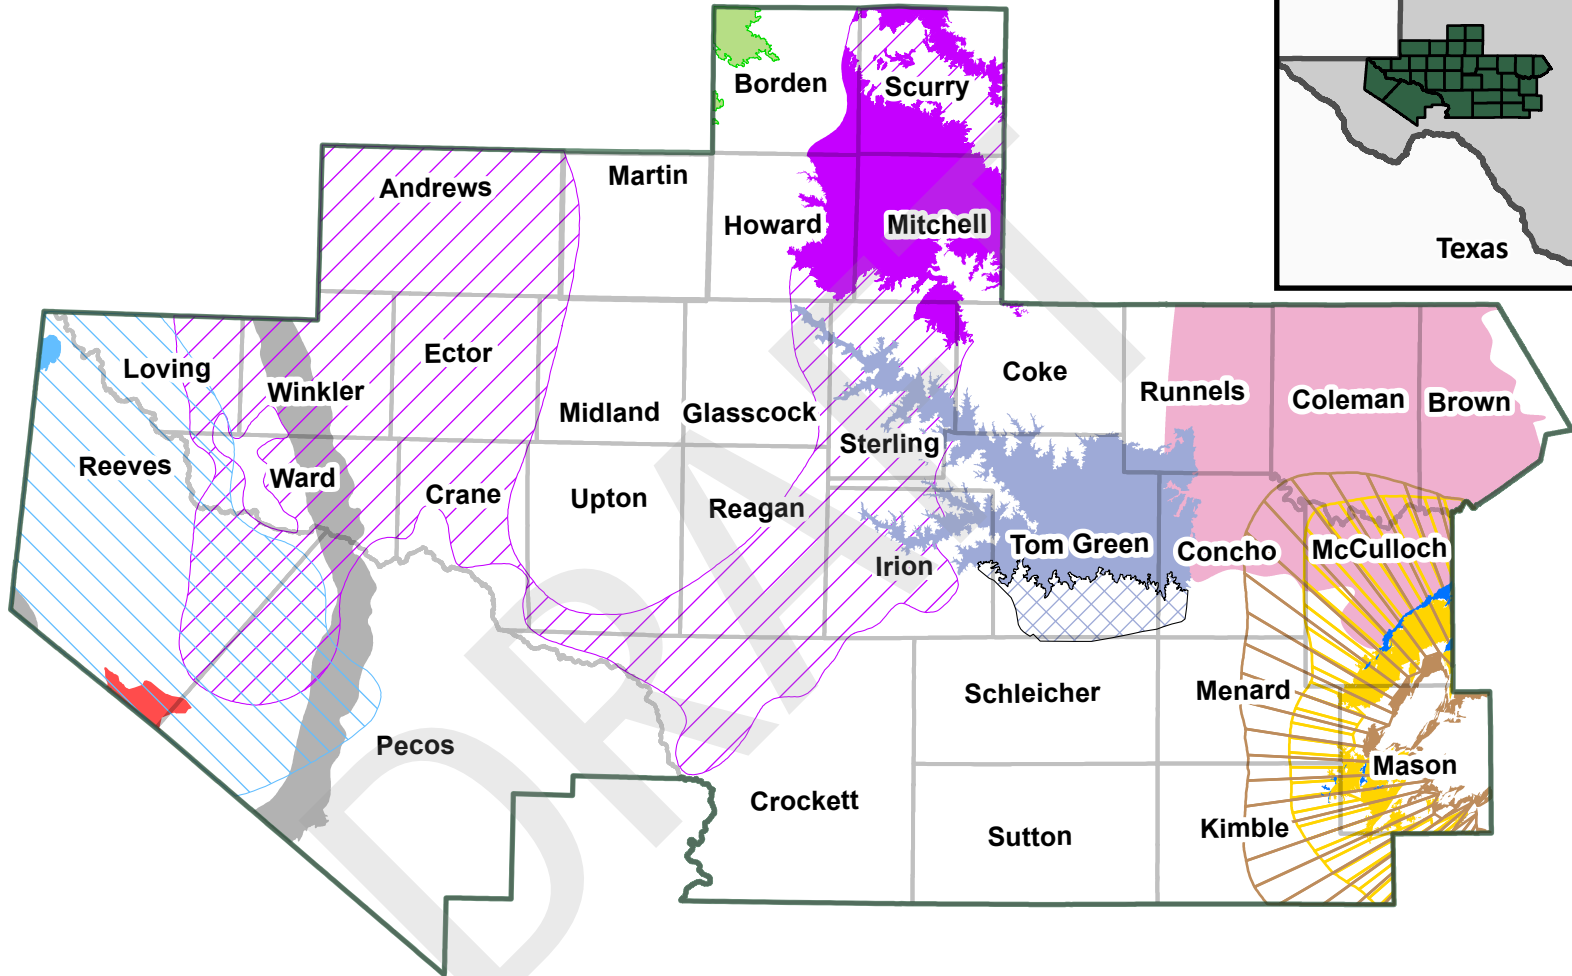 Borden
Scurry
Andrews
Martin
Howard
Mitchell
Texas
Loving
Winkler
Ector
Midland
Glasscock
Sterling
Coke
Runnels
Coleman
Brown
Reeves
Ward
Crane
Upton
Reagan
Irion
Tom Green
Concho
McCulloch
Pecos
Crockett
Schleicher
Menard
Mason
Sutton
Kimble
DRAFT